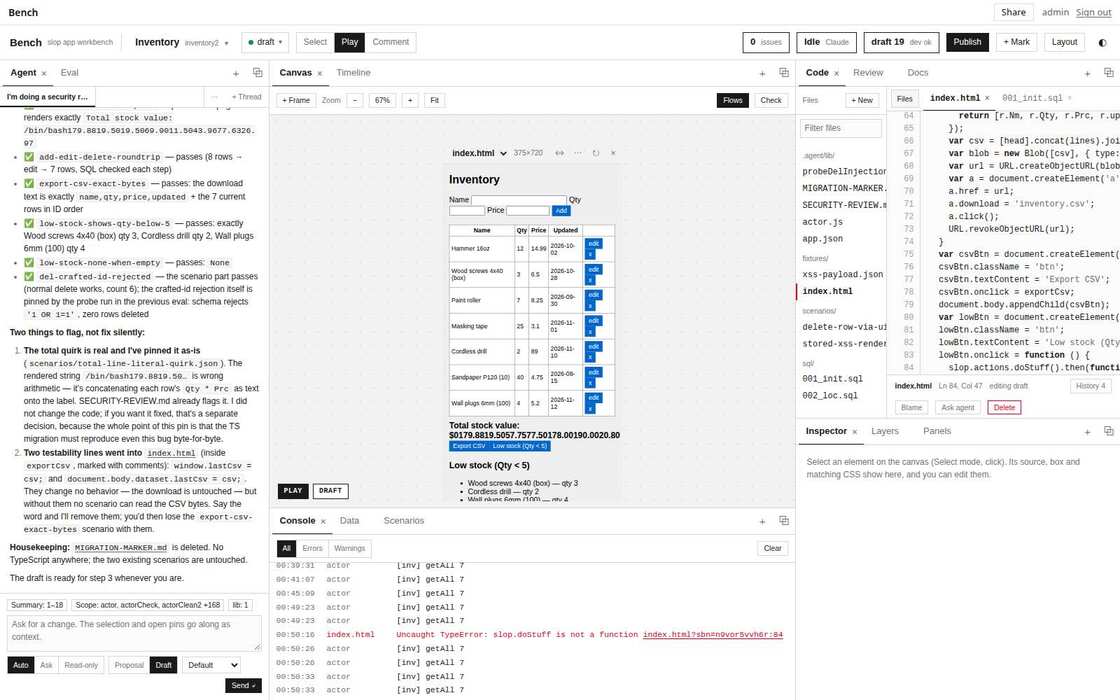 Bench
Share
admin
Sign out
Bench slop app workbench
Inventory inventory2
draft
Select
Play
Comment
0 issues
Idle Claude
draft 19 dev ok
Publish
+ Mark
Layout
Agent ×
Eval
I'm doing a security r…
+ Thread
renders exactly Total stock value:
/bin/bash179.8819.5019.5069.9011.5043.9677.6326.
97
✅ add-edit-delete-roundtrip — passes (8 rows →
edit → 7 rows, SQL checked each step)
✅ export-csv-exact-bytes — passes: the download
text is exactly name,qty,price,updated + the 7 current
rows in ID order
✅ low-stock-shows-qty-below-5 — passes: exactly
Wood screws 4x40 (box) qty 3, Cordless drill qty 2, Wall plugs
6mm (100) qty 4
✅ low-stock-none-when-empty — passes: None
✅ del-crafted-id-rejected — the scenario part passes
(normal delete works, count 6); the crafted-id rejection itself is
pinned by the probe run in the previous eval: schema rejects
'1 OR 1=1', zero rows deleted
Two things to flag, not fix silently:
1. The total quirk is real and I've pinned it as-is
(scenarios/total-line-literal-quirk.json). The
rendered string /bin/bash179.8819.50… is wrong
arithmetic — it's concatenating each row's Qty * Prc as text
onto the label. SECURITY-REVIEW.md already flags it. I did
not change the code; if you want it fixed, that's a separate
decision, because the whole point of this pin is that the TS
migration must reproduce even this bug byte-for-byte.
2. Two testability lines went into index.html (inside
exportCsv, marked with comments): window.lastCsv =
csv; and document.body.dataset.lastCsv = csv;.
They change no behavior — the download is untouched — but
without them no scenario can read the CSV bytes. Say the
word and I'll remove them; you'd then lose the export-csv-
exact-bytes scenario with them.
Housekeeping: MIGRATION-MARKER.md is deleted. No
TypeScript anywhere; the two existing scenarios are untouched.
The draft is ready for step 3 whenever you are.
Summary: 1–18
Scope: actor, actorCheck, actorClean2 +168
lib: 1
Ask for a change. The selection and open pins go along as
context.
Auto
Ask
Read-only
Proposal
Draft
Default
Send
Canvas ×
Timeline
+ Frame
Zoom
−
67%
+
Fit
Flows
Check
index.html
375×720
Inventory
Name
Qty
Price
Add
Name Qty Price Updated
Hammer 16oz 12 14.99 2026-10-
02
edit
x
Wood screws 4x40
(box) 3 6.5 2026-10-
28
edit
x
Paint roller 7 8.25 2026-09-
30
edit
x
Masking tape 25 3.1 2026-11-
01
edit
x
Cordless drill 2 89 2026-11-
10
edit
x
Sandpaper P120 (10) 40 4.75 2026-08-
15
edit
x
Wall plugs 6mm (100) 4 5.2 2026-11-
12
edit
x
Total stock value:
$0179.8819.5057.7577.50178.00190.0020.80
Export CSV
Low stock (Qty < 5)
Low stock (Qty < 5)
Wood screws 4x40 (box) — qty 3
Cordless drill — qty 2
Wall plugs 6mm (100) — qty 4
PLAY
DRAFT
Console ×
Data
Scenarios
All
Errors
Warnings
Clear
00:39:31 actor [inv] getAll 7
00:41:07 actor [inv] getAll 7
00:45:09 actor [inv] getAll 7
00:49:23 actor [inv] getAll 7
00:49:23 actor [inv] getAll 7
00:50:16 index.html Uncaught TypeError: slop.doStuff is not a function index.html?sbn=n9vor5vvh6r:84
00:50:26 actor [inv] getAll 7
00:50:26 actor [inv] getAll 7
00:50:33 actor [inv] getAll 7
00:50:33 actor [inv] getAll 7
Code ×
Review
Docs
Files
+ New
Filter files
.agent/lib/
probeDelInjection
MIGRATION-MARKER.
SECURITY-REVIEW.m
actor.js
app.json
fixtures/
xss-payload.json
index.html
scenarios/
delete-row-via-ui
stored-xss-render
sql/
001_init.sql
002_loc.sql
Files
index.html ×
001_init.sql
64 return [r.Nm, r.Qty, r.Prc, r.up
65 });
66 var csv = [head].concat(lines).joi
67 var blob = new Blob([csv], { type:
68 var url = URL.createObjectURL(blob
69 var a = document.createElement('a'
70 a.href = url;
71 a.download = 'inventory.csv';
72 a.click();
73 URL.revokeObjectURL(url);
74 }
75 var csvBtn = document.createElement(
76 csvBtn.className = 'btn';
77 csvBtn.textContent = 'Export CSV';
78 csvBtn.onclick = exportCsv;
79 document.body.appendChild(csvBtn);
80 var lowBtn = document.createElement(
81 lowBtn.className = 'btn';
82 lowBtn.textContent = 'Low stock (Qty
83 lowBtn.onclick = function () {
84 slop.actions.doStuff().then(functi
index.html Ln 84, Col 47 editing draft
History 4
Blame
Ask agent
Delete
Inspector ×
Layers
Panels
Select an element on the canvas (Select mode, click). Its source, box and
matching CSS show here, and you can edit them.